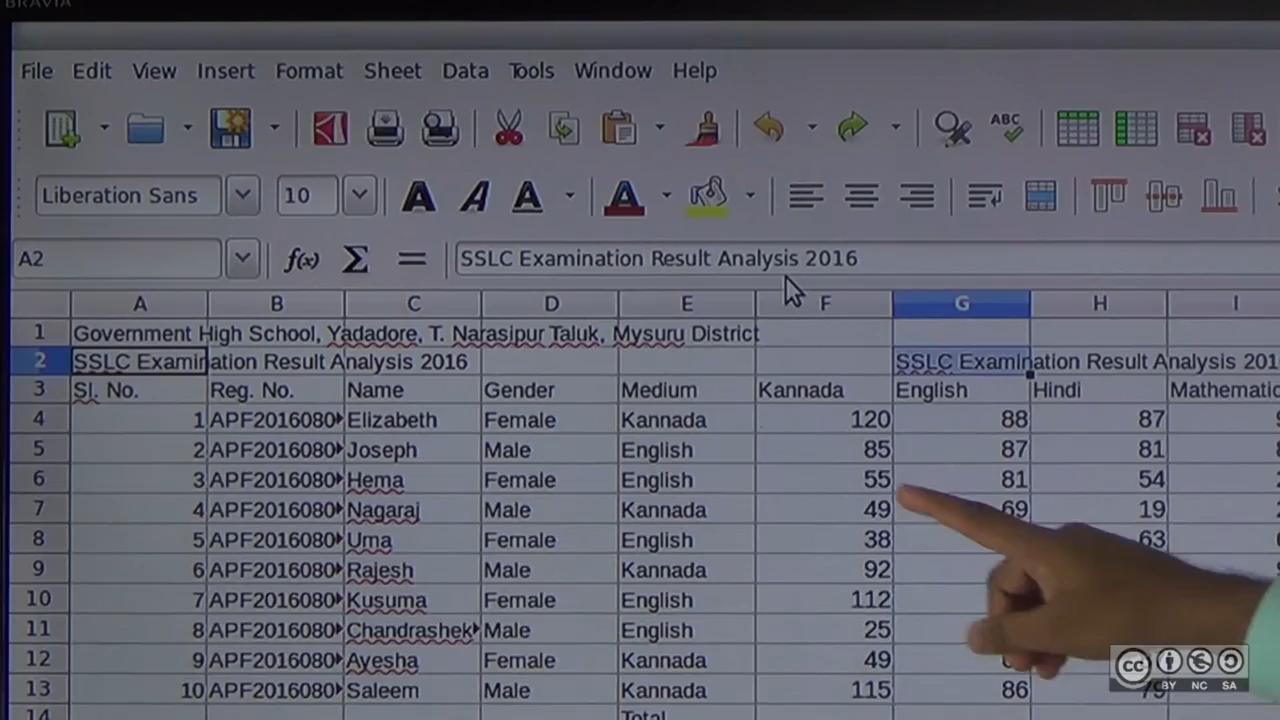 BRAVIA
File Edit View Insert Format Sheet Data Tools Window Help
ABC
Liberation Sans 10
A2 f(x) Σ = SSLC Examination Result Analysis 2016
A B C D E F G H I
1 Government High School, Yadadore, T. Narasipur Taluk, Mysuru District
2 SSLC Examination Result Analysis 2016 SSLC Examination Result Analysis 201
3 Sl. No. Reg. No. Name Gender Medium Kannada English Hindi Mathematic
4 1 APF2016080 Elizabeth Female Kannada 120 88 87
5 2 APF2016080 Joseph Male English 85 87 81
6 3 APF2016080 Hema Female English 55 81 54
7 4 APF2016080 Nagaraj Male Kannada 49 69 19
8 5 APF2016080 Uma Female English 38 63
9 6 APF2016080 Rajesh Male Kannada 92
10 7 APF2016080 Kusuma Female English 112
11 8 APF2016080 Chandrashek Male English 25
12 9 APF2016080 Ayesha Female Kannada 49
13 10 APF2016080 Saleem Male Kannada 115 86 79
14 Total
cc BY NC SA